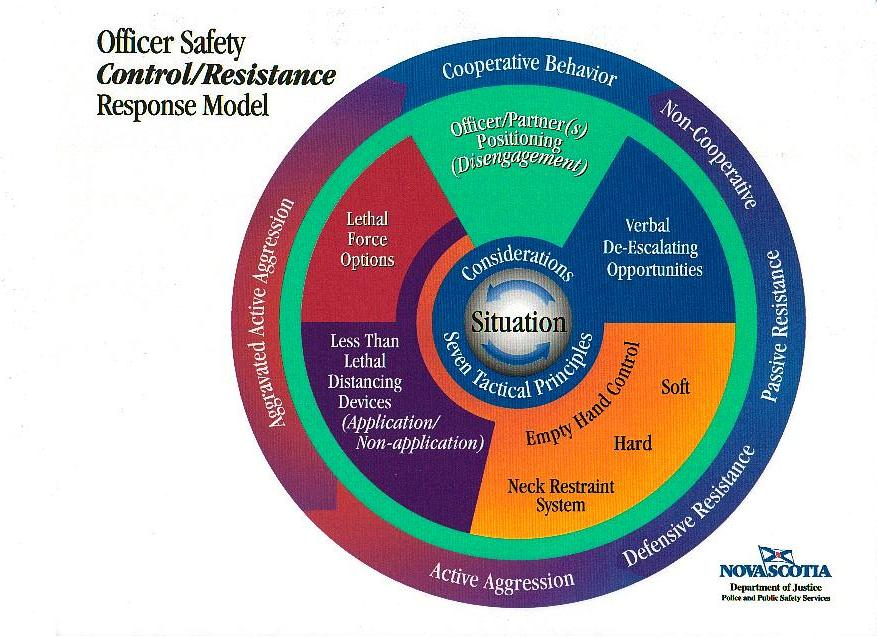 Officer Safety
Control/Resistance
Response Model
Cooperative Behavior
Non-Cooperative
Passive Resistance
Defensive Resistance
Active Aggression
Aggravated Active Aggression
Officer/Partner(s)
Positioning
(Disengagement)
Verbal
De-Escalating
Opportunities
Empty Hand Control
Soft
Hard
Neck Restraint
System
Less Than
Lethal
Distancing
Devices
(Application/
Non-application)
Lethal
Force
Options
Considerations
Situation
Seven Tactical Principles
NOVA SCOTIA
Department of Justice
Police and Public Safety Services